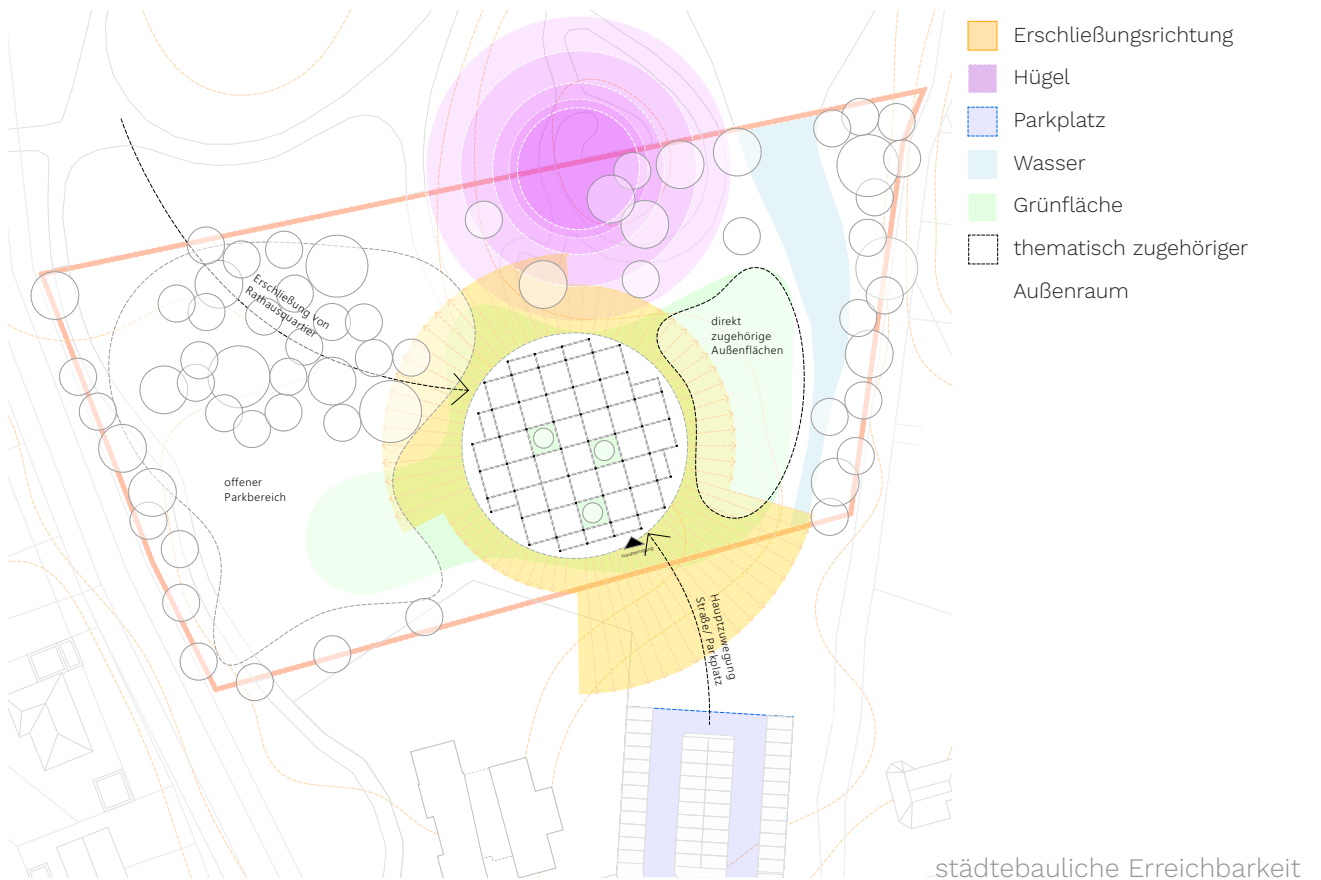 Erschließungsrichtung
Hügel
Parkplatz
Wasser
Grünfläche
thematisch zugehöriger
Außenraum
Erschließung von
Rathausquartier
direkt
zugehörige
Außenflächen
offener
Parkbereich
Haupteingang
Hauptzuwegung
Straße/ Parkplatz
städtebauliche Erreichbarkeit